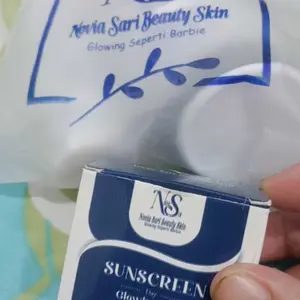 NS
Novia Sari Beauty Skin
Glowing Seperti Barbie
N&S
Novia Sari Beauty Skin
Glowing Seperti Barbie
SUNSCREEN